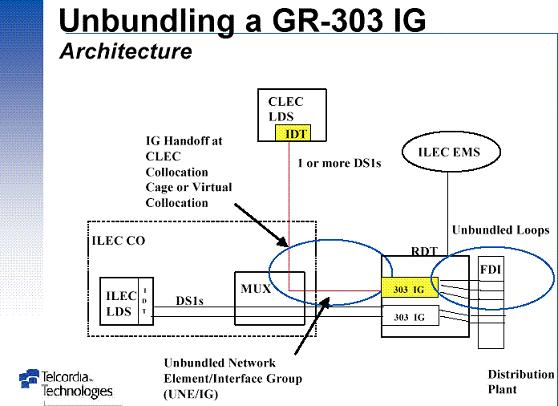 Unbundling a GR-303 IG
Architecture
CLEC
LDS
IDT
IG Handoff at
CLEC
Collocation
Cage or Virtual
Collocation
1 or more DS1s
ILEC EMS
Unbundled Loops
ILEC CO
RDT
FDI
MUX
303 IG
ILEC
LDS
I
D
T
DS1s
303 IG
Unbundled Network
Element/Interface Group
(UNE/IG)
Distribution
Plant
Telcordia™
Technologies